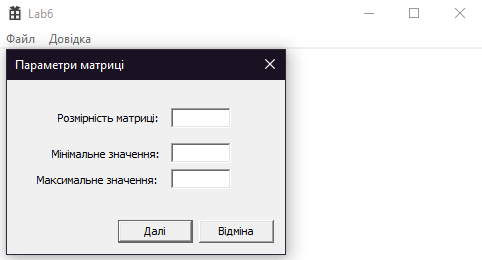 Lab6
Файл Довідка
Параметри матриці
Розмірність матриці:
Мінімальне значення:
Максимальне значення:
Далі Відміна